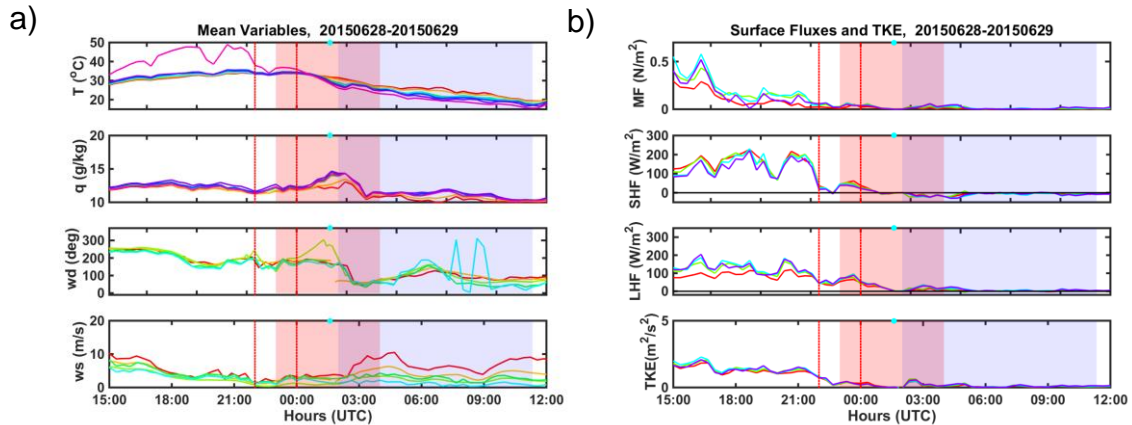 a)
Mean Variables, 20150628-20150629
50
40
30
20
T (°C)
20
15
10
q (g/kg)
300
200
100
0
wd (deg)
20
10
0
ws (m/s)
15:00 18:00 21:00 00:00 03:00 06:00 09:00 12:00
Hours (UTC)
b)
Surface Fluxes and TKE, 20150628-20150629
0.5
0
MF (N/m²)
300
200
100
0
SHF (W/m²)
300
200
100
0
LHF (W/m²)
5
0
TKE(m²/s²)
15:00 18:00 21:00 00:00 03:00 06:00 09:00 12:00
Hours (UTC)